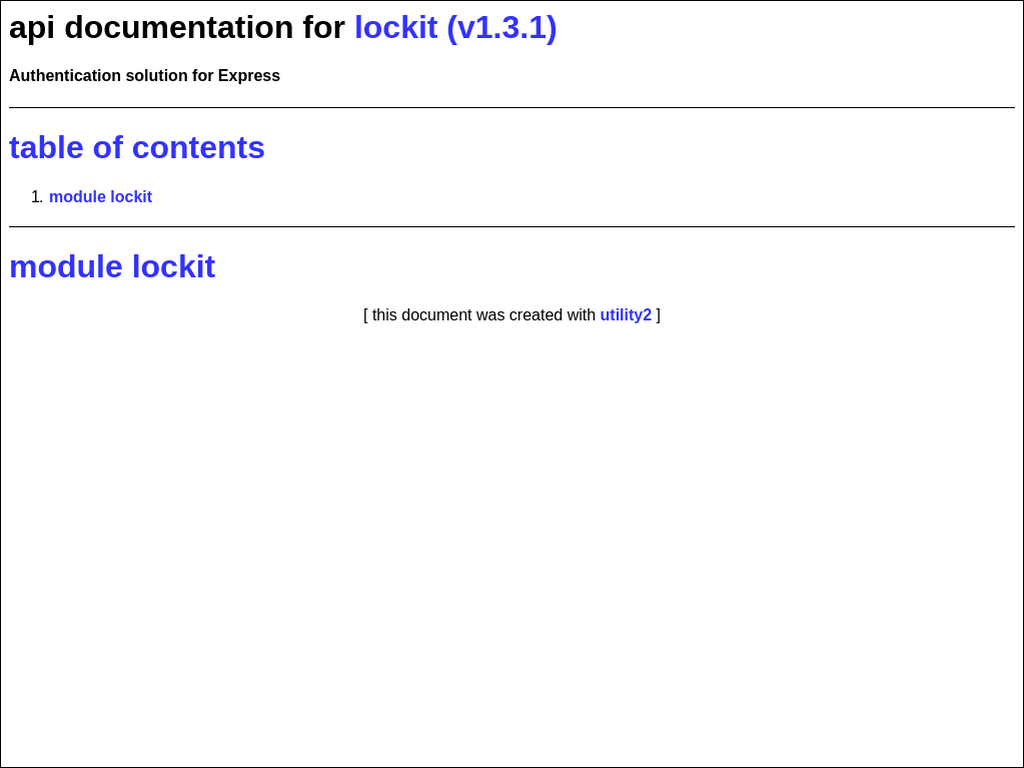 api documentation for lockit (v1.3.1)
Authentication solution for Express
table of contents
1. module lockit
module lockit
[ this document was created with utility2 ]